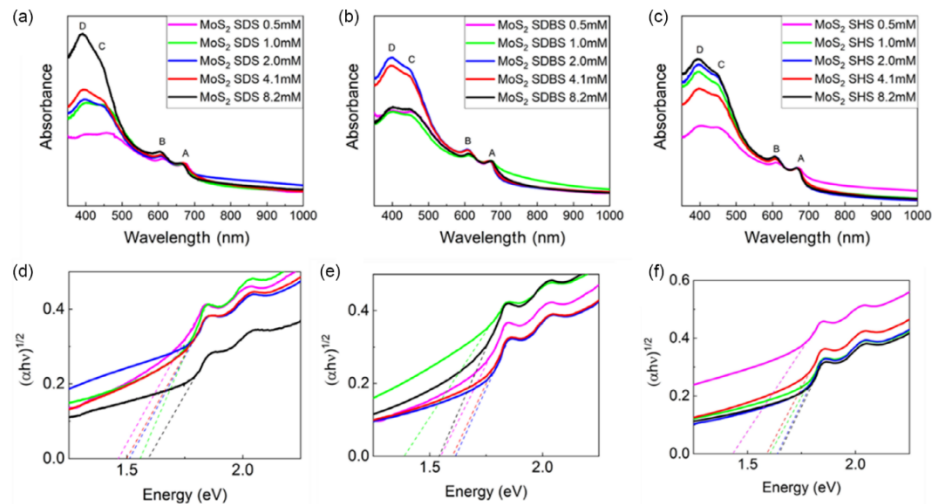 (a)
D
C
B
A
MoS2 SDS 0.5mM
MoS2 SDS 1.0mM
MoS2 SDS 2.0mM
MoS2 SDS 4.1mM
MoS2 SDS 8.2mM
Absorbance
400 500 600 700 800 900 1000
Wavelength (nm)
(b)
D
C
B
A
MoS2 SDBS 0.5mM
MoS2 SDBS 1.0mM
MoS2 SDBS 2.0mM
MoS2 SDBS 4.1mM
MoS2 SDBS 8.2mM
Absorbance
400 500 600 700 800 900 1000
Wavelength (nm)
(c)
D
C
B
A
MoS2 SHS 0.5mM
MoS2 SHS 1.0mM
MoS2 SHS 2.0mM
MoS2 SHS 4.1mM
MoS2 SHS 8.2mM
Absorbance
400 500 600 700 800 900 1000
Wavelength (nm)
(d)
(αhν)1/2
0.4
0.2
0.0
1.5 2.0
Energy (eV)
(e)
(αhν)1/2
0.4
0.2
0.0
1.5 2.0
Energy (eV)
(f)
(αhν)1/2
0.6
0.4
0.2
0.0
1.5 2.0
Energy (eV)